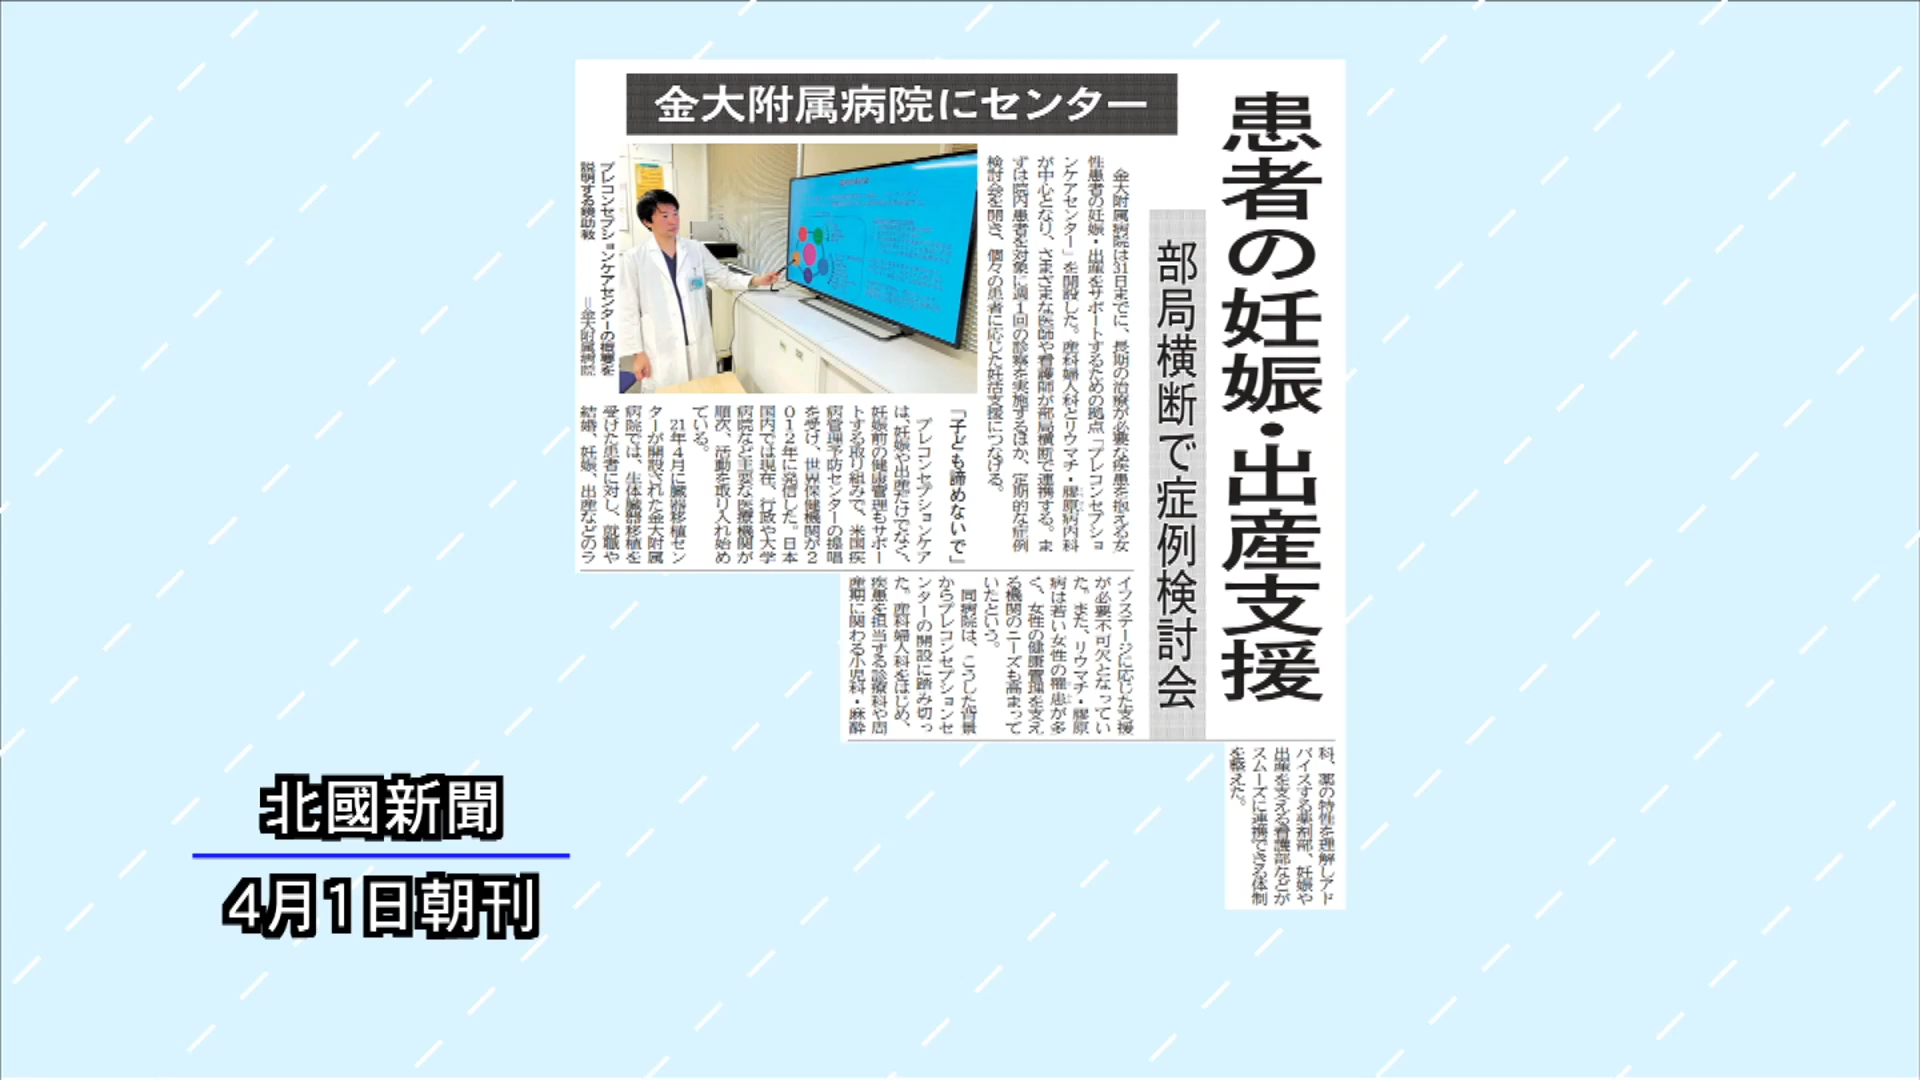 金大附属病院にセンター
患者の妊娠・出産支援
部局横断で症例検討会
金大附属病院は31日までに、長期の治療が必要な疾患を抱える女
性患者の妊娠・出産をサポートするための拠点「プレコンセプショ
ンケアセンター」を開設した。産科婦人科とリウマチ・膠原病内科
が中心となり、さまざまな医師や看護師が部局横断で連携する。ま
ずは院内患者を対象に週1回の診察を実施するほか、定期的な症例
検討会を開き、個々の患者に応じた妊活支援につなげる。
プレコンセプションケアセンターの概要を
説明する鏡助教
＝金大附属病院
「子ども諦めないで」
プレコンセプションケア
は、妊娠や出産だけでなく、
妊娠前の健康管理もサポー
トする取り組みで、米国疾
病管理予防センターの提唱
を受け、世界保健機関が2
012年に発信した。日本
国内では現在、行政や大学
病院など主要な医療機関が
順次、活動を取り入れ始め
ている。
21年4月に臓器移植セン
ターが開設された金大附属
病院では、生体臓器移植を
受けた患者に対し、就職や
結婚、妊娠、出産などのラ
イフステージに応じた支援
が必要不可欠となってい
た。また、リウマチ・膠原
病は若い女性の罹患が多
く、女性の健康管理を支え
る機関のニーズも高まって
いたという。
同病院は、こうした背景
からプレコンセプションセ
ンターの開設に踏み切っ
た。産科婦人科をはじめ、
疾患を担当する診療科や周
産期に関わる小児科・麻酔
科、薬の特性を理解しアド
バイスする薬剤部、妊娠や
出産を支える看護部などが
スムーズに連携できる体制
を整えた。
北國新聞
4月1日朝刊